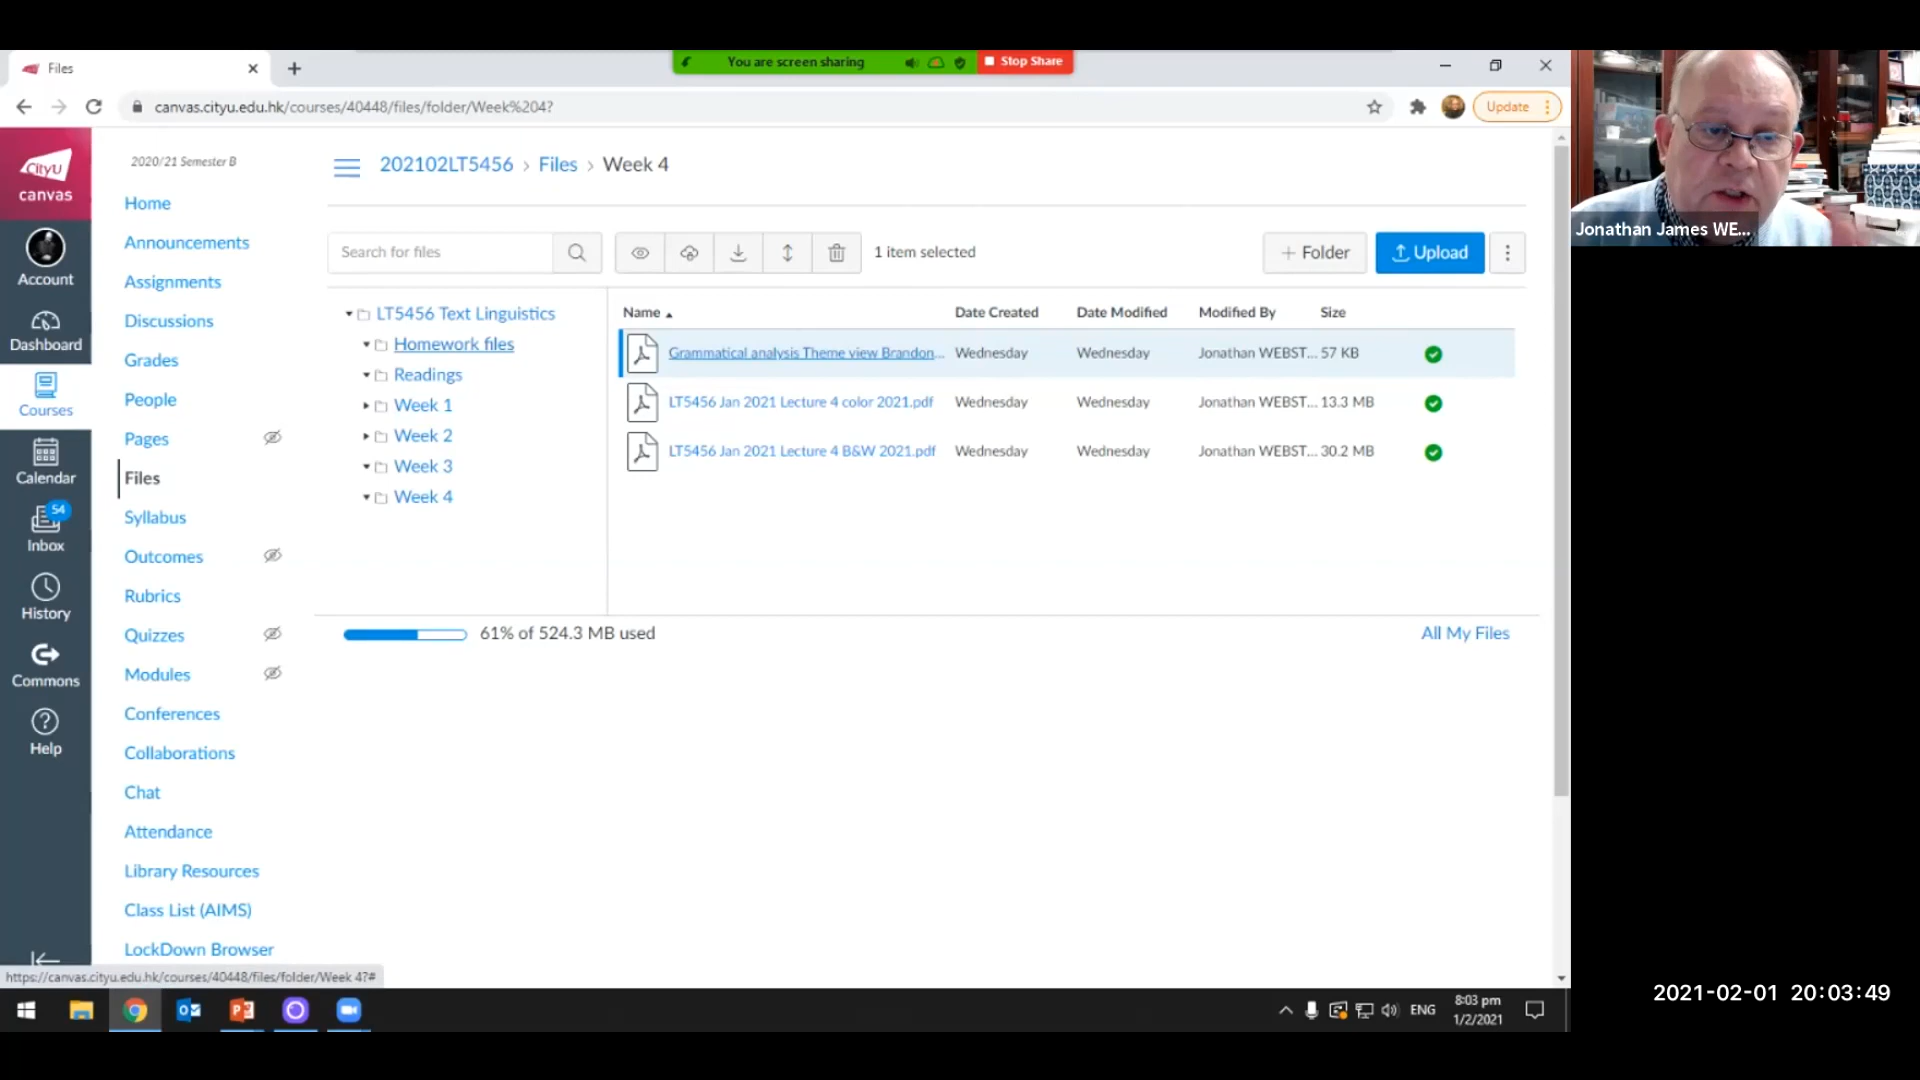 Files
You are screen sharing
Stop Share
canvas.cityu.edu.hk/courses/40448/files/folder/Week%204?
Update
CityU
canvas
Account
Dashboard
Courses
Calendar
54
Inbox
History
Commons
Help
2020/21 Semester B
Home
Announcements
Assignments
Discussions
Grades
People
Pages
Files
Syllabus
Outcomes
Rubrics
Quizzes
Modules
Conferences
Collaborations
Chat
Attendance
Library Resources
Class List (AIMS)
LockDown Browser
202102LT5456 › Files › Week 4
Search for files
1 item selected
+ Folder
Upload
LT5456 Text Linguistics
Homework files
Readings
Week 1
Week 2
Week 3
Week 4
Name Date Created Date Modified Modified By Size
Grammatical analysis Theme view Brandon... Wednesday Wednesday Jonathan WEBST... 57 KB
LT5456 Jan 2021 Lecture 4 color 2021.pdf Wednesday Wednesday Jonathan WEBST... 13.3 MB
LT5456 Jan 2021 Lecture 4 B&W 2021.pdf Wednesday Wednesday Jonathan WEBST... 30.2 MB
61% of 524.3 MB used
All My Files
https://canvas.cityu.edu.hk/courses/40448/files/folder/Week 4?#
ENG
8:03 pm
1/2/2021
Jonathan James WE...
2021-02-01 20:03:49